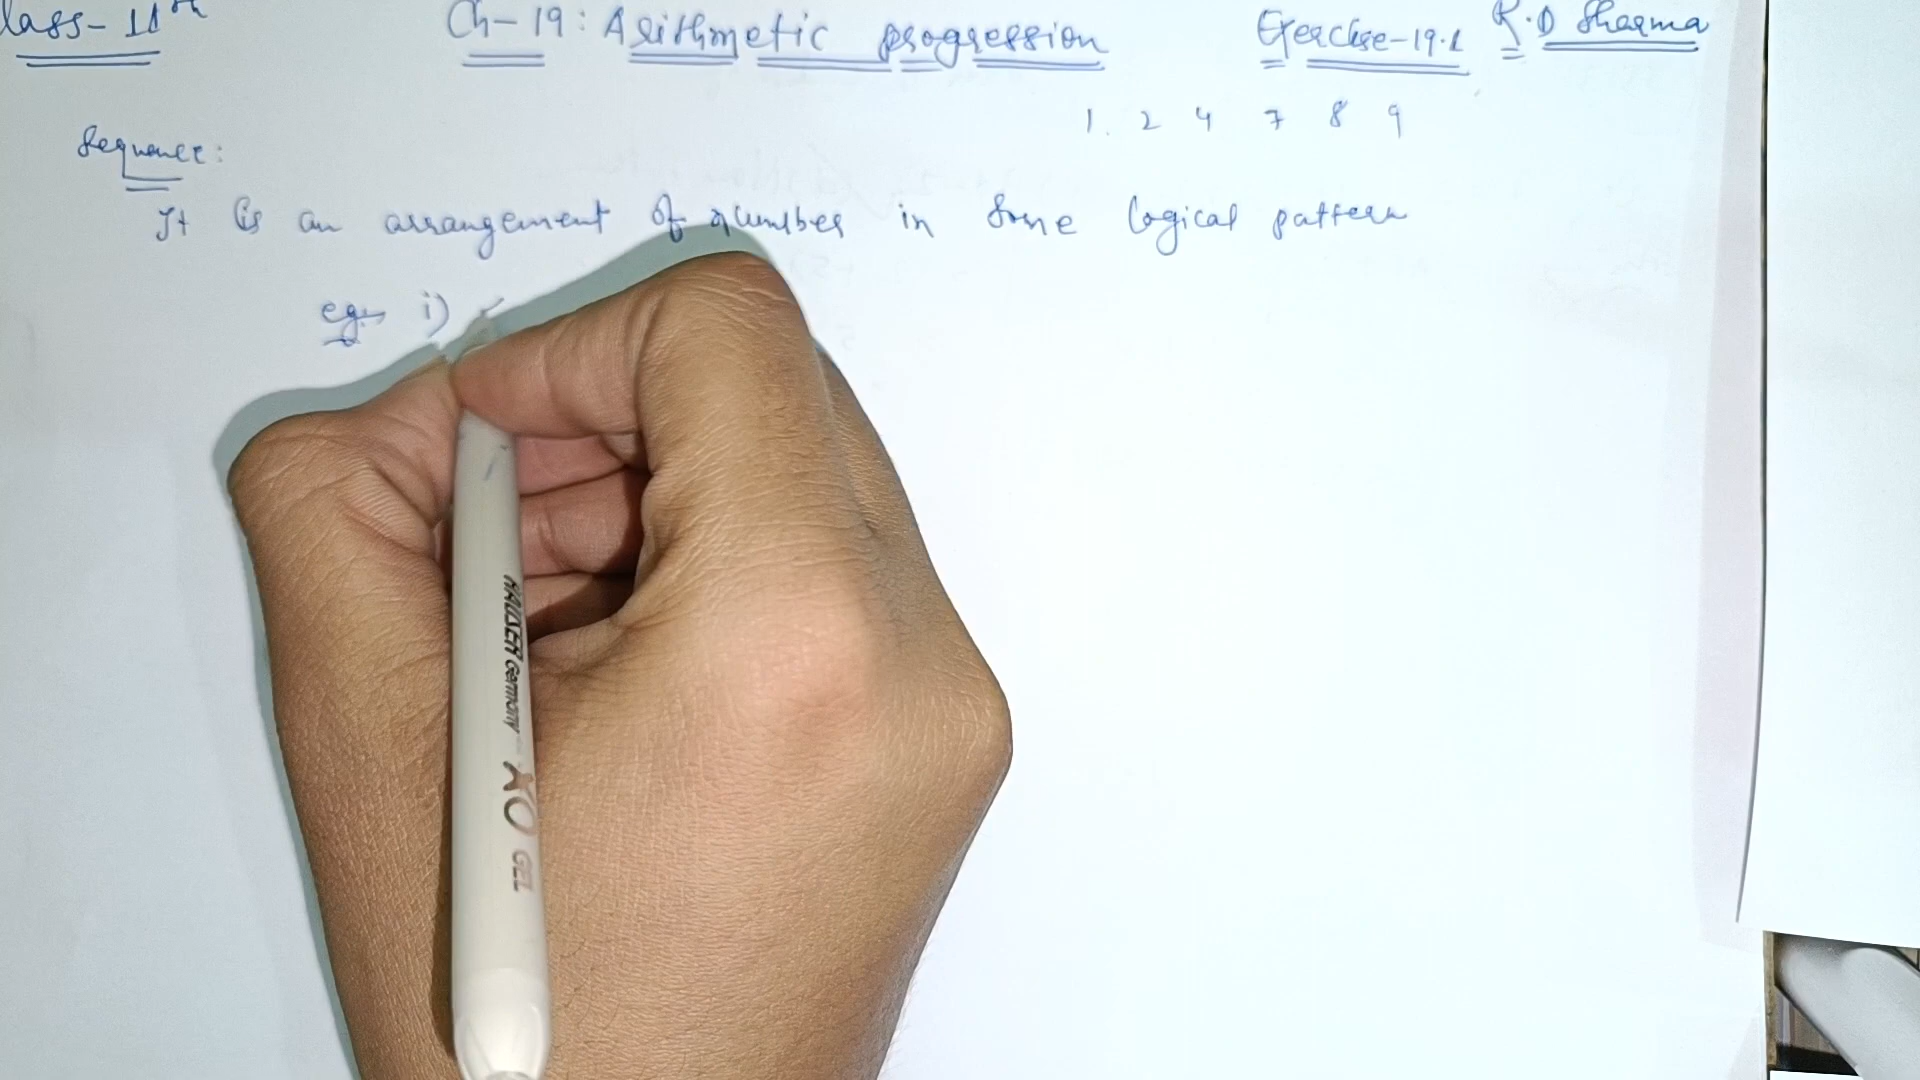 lass- 11th Ch- 19: Arithmetic progression Exercise-19.1 R.D Sharma
1. 2 4 7 8 9
Sequence:
It is an arrangement of number in some logical pattern
eg:- i)
HAUSER Germany XO GEL